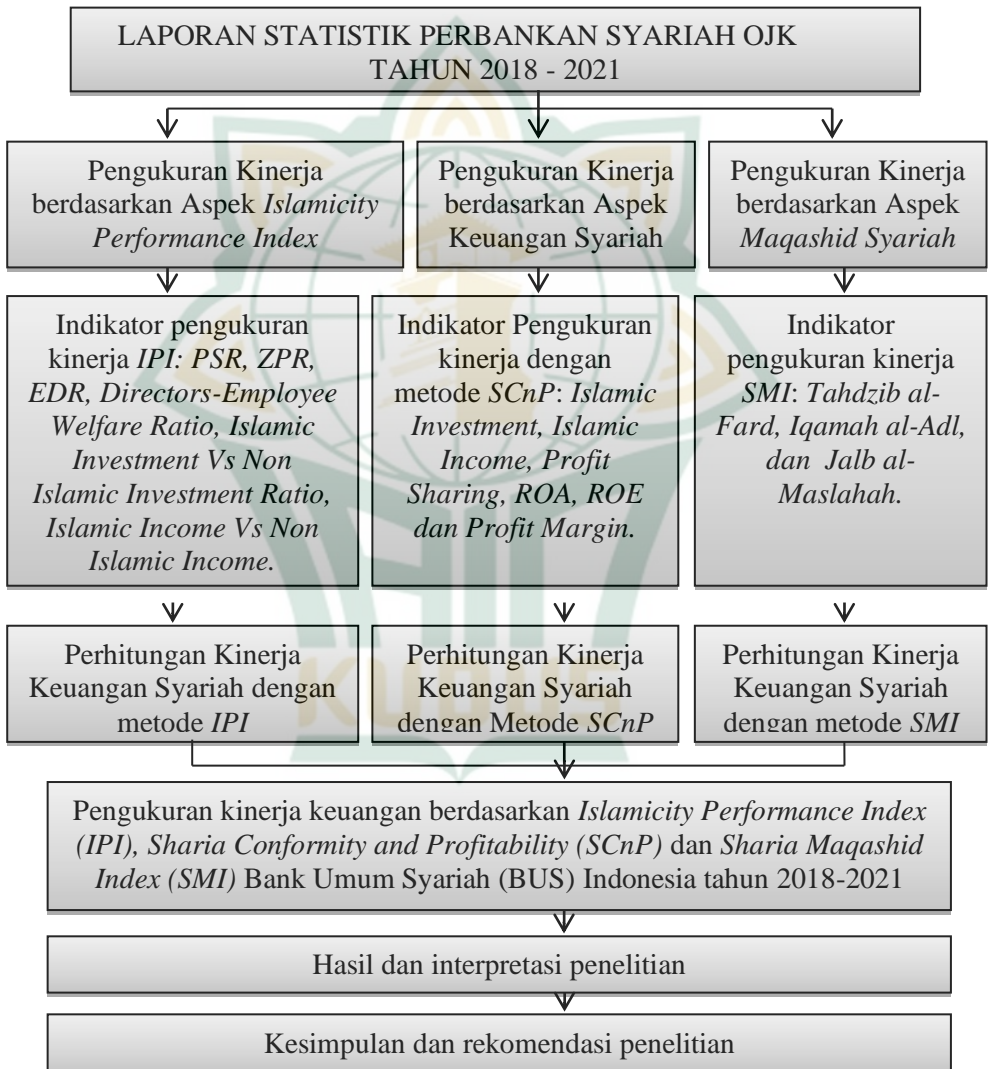 LAPORAN STATISTIK PERBANKAN SYARIAH OJK
TAHUN 2018 - 2021
Pengukuran Kinerja
berdasarkan Aspek Islamicity
Performance Index
Pengukuran Kinerja
berdasarkan Aspek
Keuangan Syariah
Pengukuran Kinerja
berdasarkan Aspek
Maqashid Syariah
Indikator pengukuran
kinerja IPI: PSR, ZPR,
EDR, Directors-Employee
Welfare Ratio, Islamic
Investment Vs Non
Islamic Investment Ratio,
Islamic Income Vs Non
Islamic Income.
Indikator Pengukuran
kinerja dengan
metode SCnP: Islamic
Investment, Islamic
Income, Profit
Sharing, ROA, ROE
dan Profit Margin.
Indikator
pengukuran kinerja
SMI: Tahdzib al-
Fard, Iqamah al-Adl,
dan Jalb al-
Maslahah.
Perhitungan Kinerja
Keuangan Syariah dengan
metode IPI
Perhitungan Kinerja
Keuangan Syariah
dengan Metode SCnP
Perhitungan Kinerja
Keuangan Syariah
dengan metode SMI
KUDUS
Pengukuran kinerja keuangan berdasarkan Islamicity Performance Index
(IPI), Sharia Conformity and Profitability (SCnP) dan Sharia Maqashid
Index (SMI) Bank Umum Syariah (BUS) Indonesia tahun 2018-2021
Hasil dan interpretasi penelitian
Kesimpulan dan rekomendasi penelitian